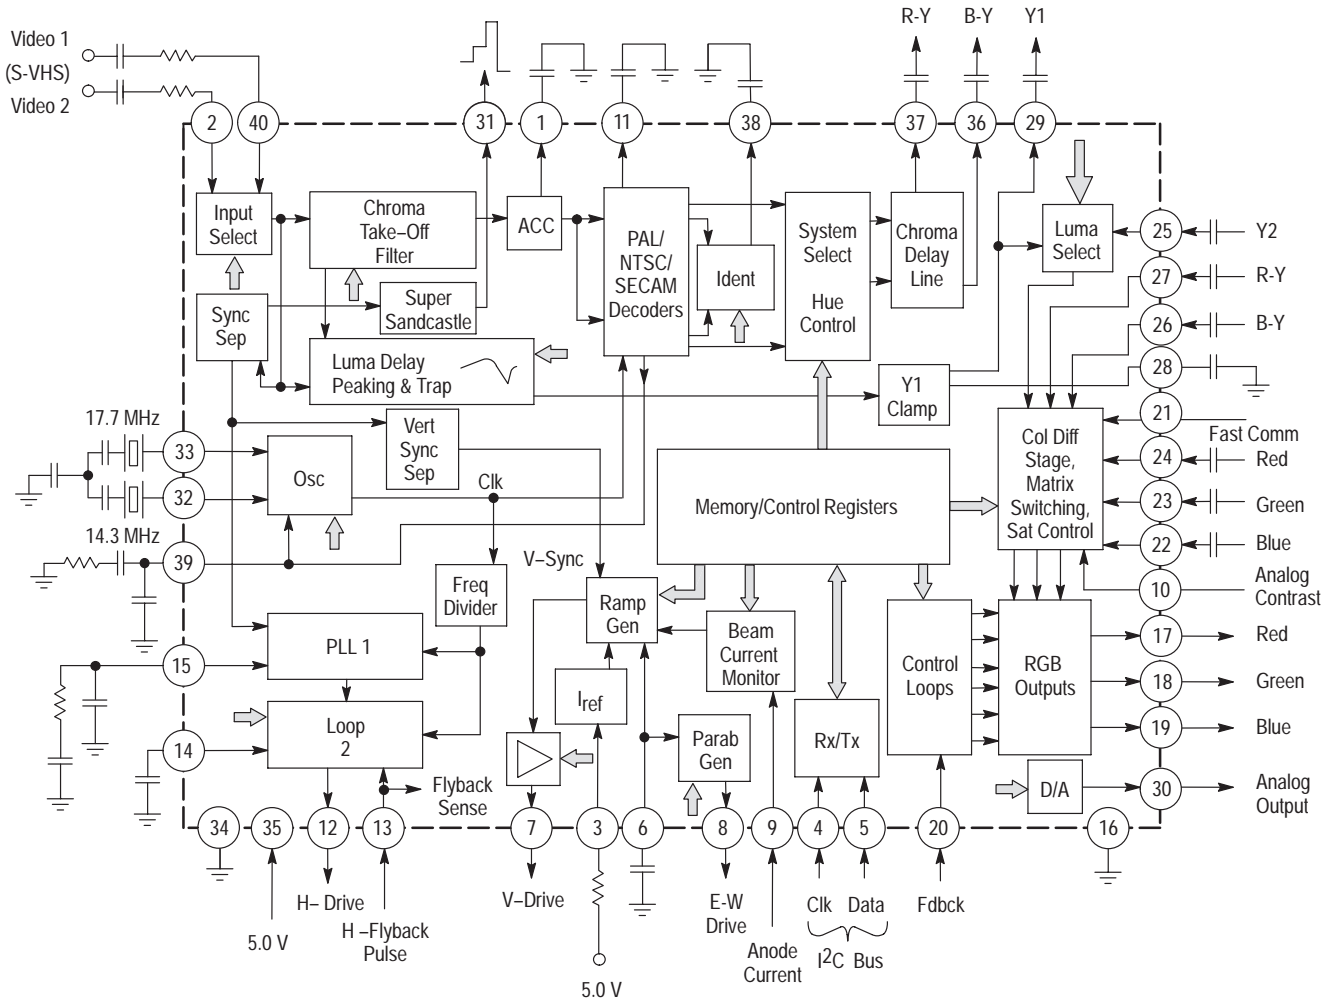 R-Y
B-Y
Y1
Video 1
(S-VHS)
Video 2
2
40
31
1
11
38
37
36
29
Input
Select
Chroma
Take–Off
Filter
ACC
PAL/
NTSC/
SECAM
Decoders
Ident
System
Select
Hue
Control
Chroma
Delay
Line
Luma
Select
25
Y2
27
R-Y
26
B-Y
28
Sync
Sep
Super
Sandcastle
Luma Delay
Peaking & Trap
Y1
Clamp
21
Fast Comm
17.7 MHz
33
32
14.3 MHz
39
Osc
Vert
Sync
Sep
Clk
Memory/Control Registers
Col Diff
Stage,
Matrix
Switching,
Sat Control
24
Red
23
Green
22
Blue
10
Analog
Contrast
V–Sync
Freq
Divider
Ramp
Gen
Beam
Current
Monitor
Control
Loops
RGB
Outputs
17
Red
18
Green
19
Blue
15
PLL 1
Iref
14
Loop
2
Parab
Gen
Rx/Tx
D/A
30
Analog
Output
Flyback
Sense
34
35
12
13
7
3
6
8
9
4
5
20
16
5.0 V
H– Drive
H –Flyback
Pulse
V–Drive
5.0 V
E-W
Drive
Anode
Current
Clk
Data
I2C Bus
Fdbck